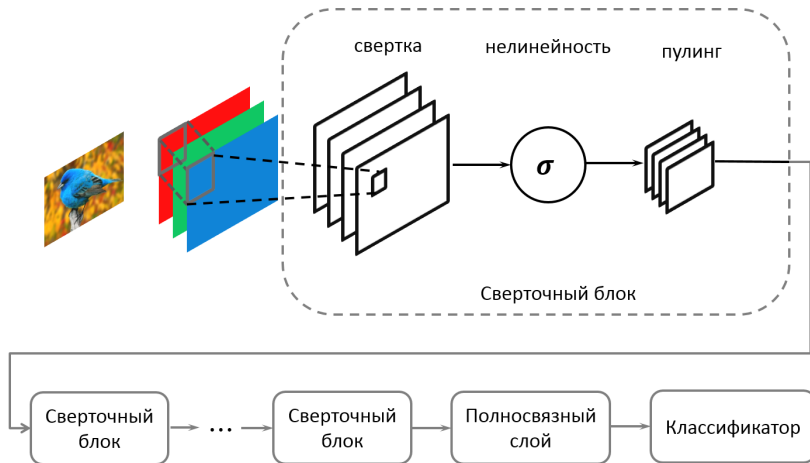 свертка нелинейность пулинг
σ
Сверточный блок
Сверточный блок
...
Сверточный блок
Полносвязный слой
Классификатор